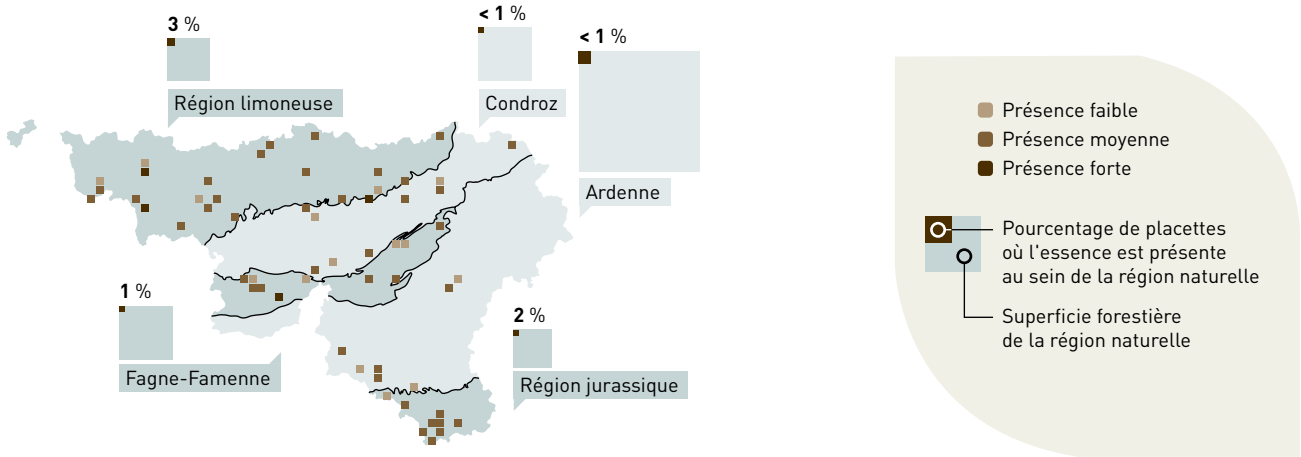 3 %
Région limoneuse
< 1 %
Condroz
< 1 %
Ardenne
1 %
Fagne-Famenne
2 %
Région jurassique
Présence faible
Présence moyenne
Présence forte
Pourcentage de placettes
où l'essence est présente
au sein de la région naturelle
Superficie forestière
de la région naturelle